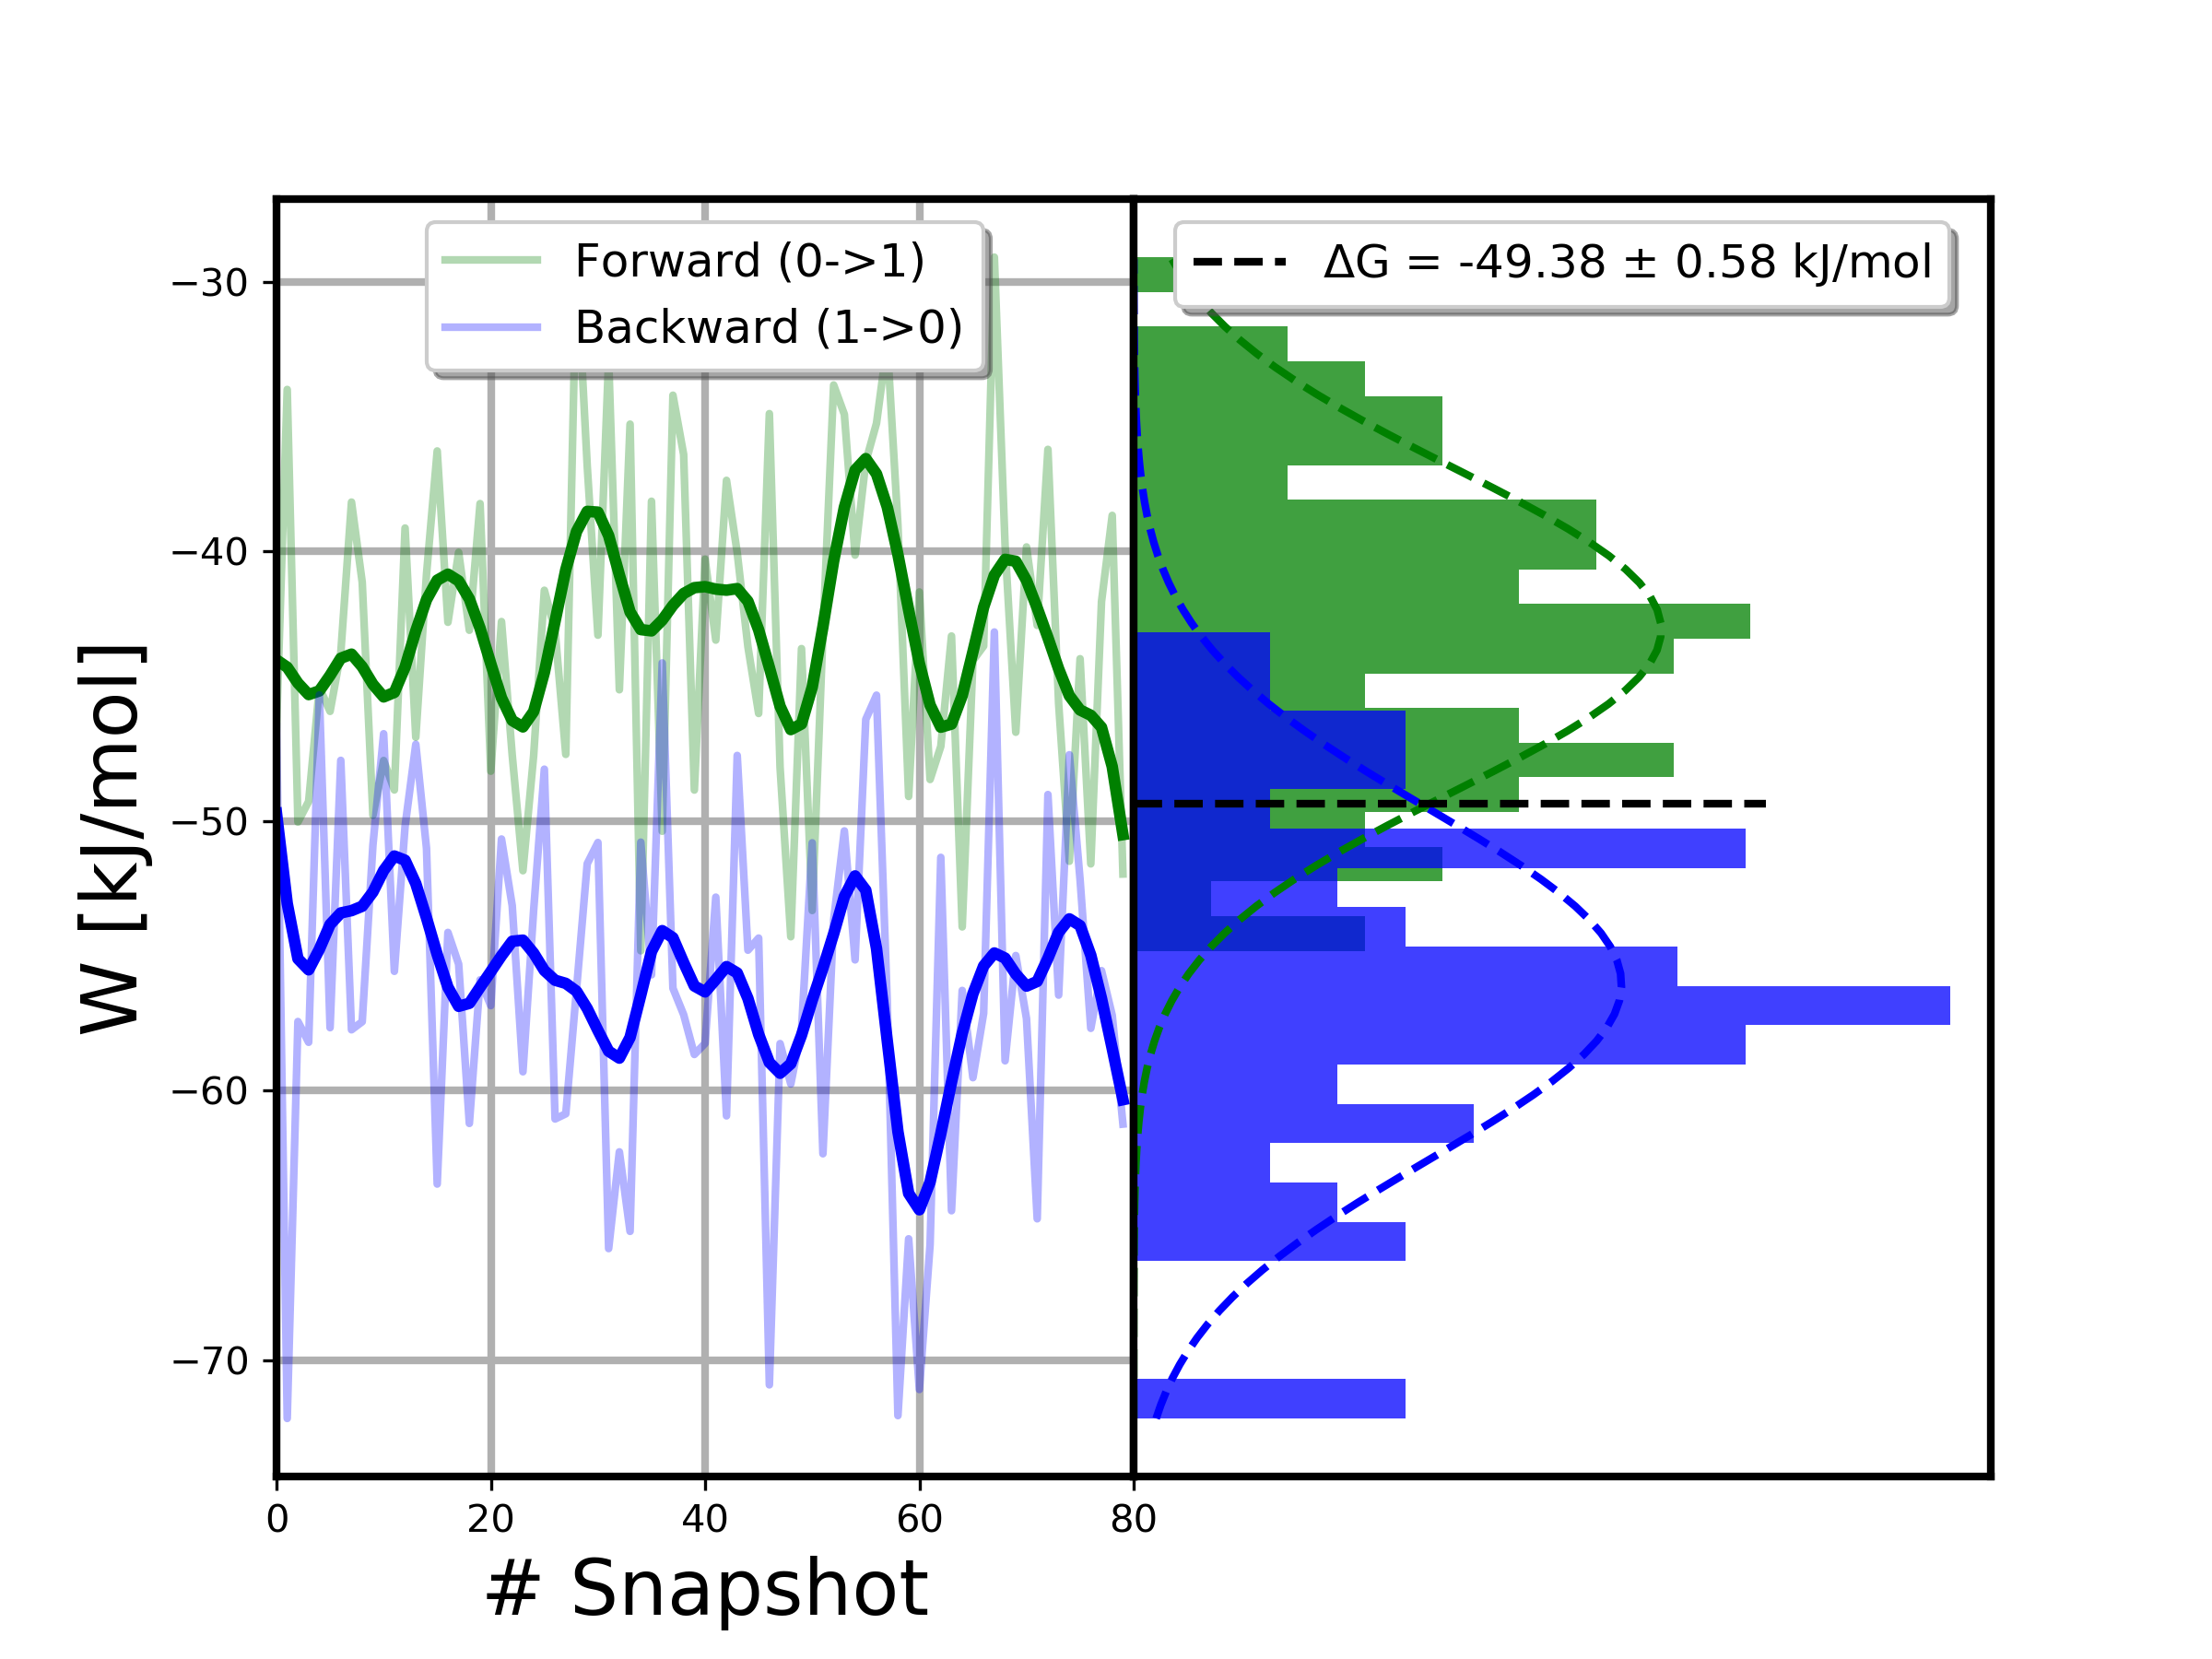 Forward (0->1)
Backward (1->0)
ΔG = -49.38 ± 0.58 kJ/mol
W [kJ/mol]
−30
−40
−50
−60
−70
0 20 40 60 80
# Snapshot